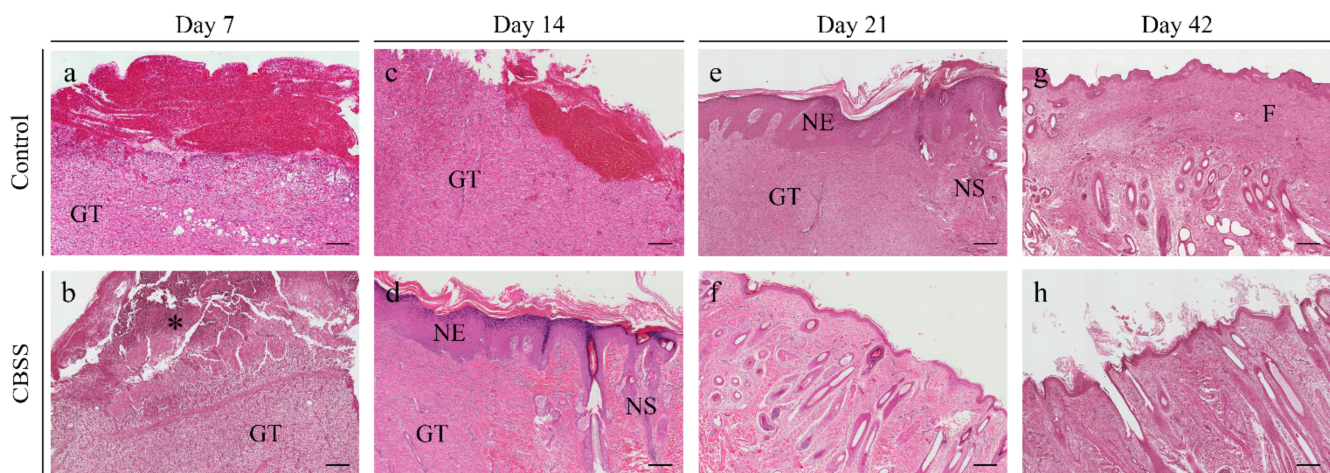 Day 7 Day 14 Day 21 Day 42
Control
a c e g
NE F
GT GT GT NS
CBSS
b d f h
* NE
GT GT NS